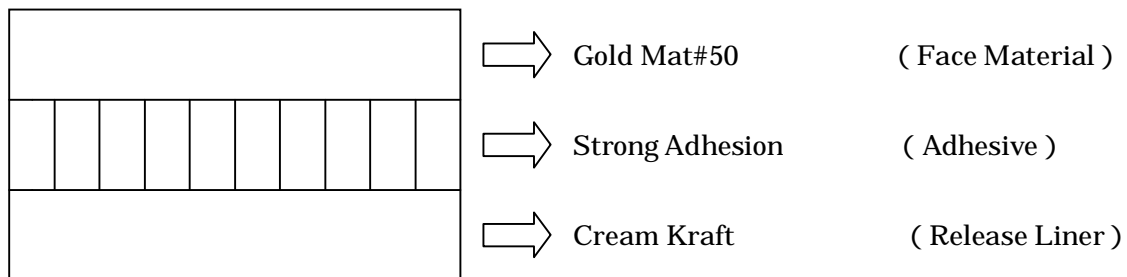 Gold Mat#50 ( Face Material )
Strong Adhesion ( Adhesive )
Cream Kraft ( Release Liner )